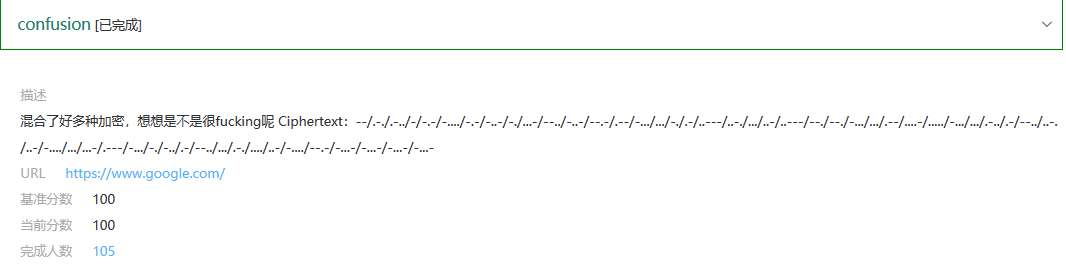 confusion [已完成]
描述
混合了好多种加密，想想是不是很fucking呢 Ciphertext：--/.-./.-../-/-.-/-..../-.-/-..-/-./...-/--../-..-/--.-/.--/-.../.../-./-./..---/..-./.../..-/..---/--./--./-.../.../.--/....-/...../-.../.../.-../.-/--../..-.
/..-/-..../.../...-/.---/-.../-./-../.-/--../.../.-./..../..-/-..../--.-/-...-/-...-/-...-/-...-/-...-
URL https://www.google.com/
基准分数 100
当前分数 100
完成人数 105